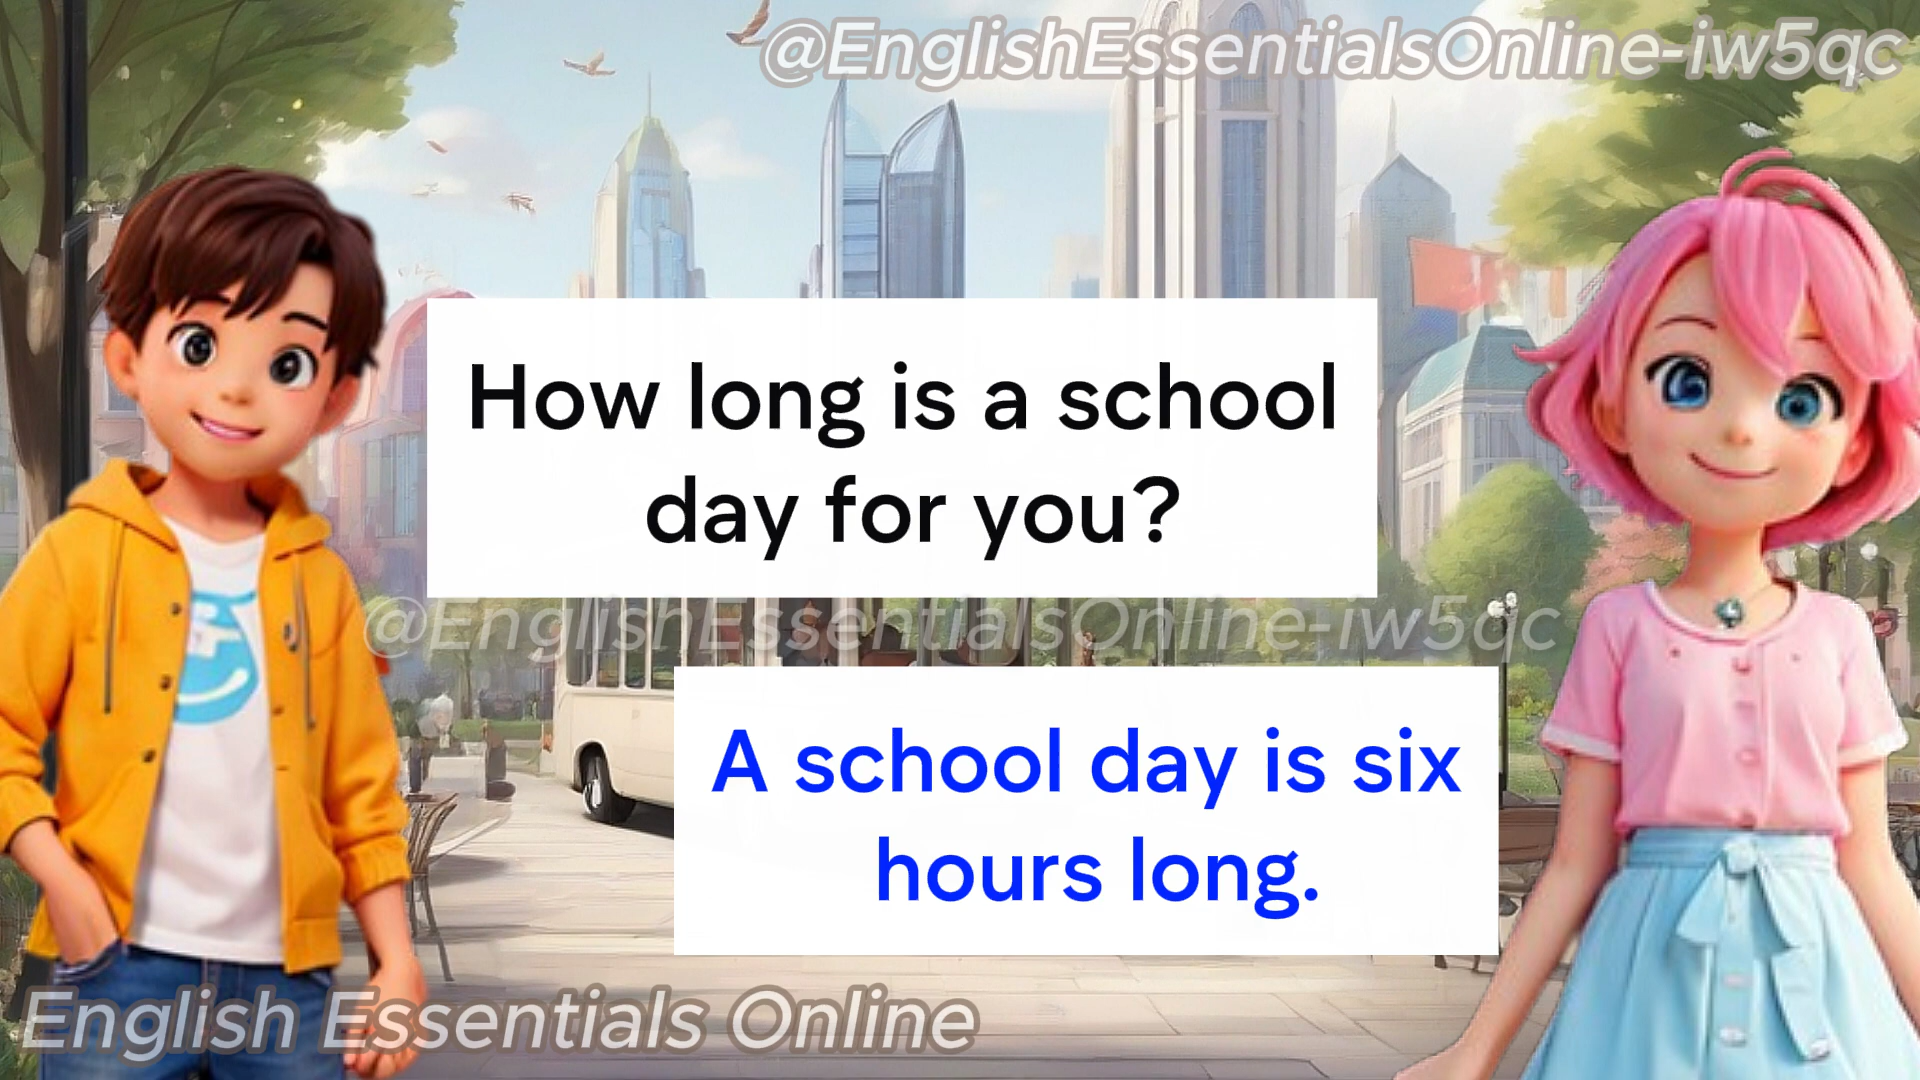 @EnglishEssentialsOnline-iw5qc
How long is a school
day for you?
@EnglishEssentialsOnline-iw5qc
A school day is six
hours long.
English Essentials Online